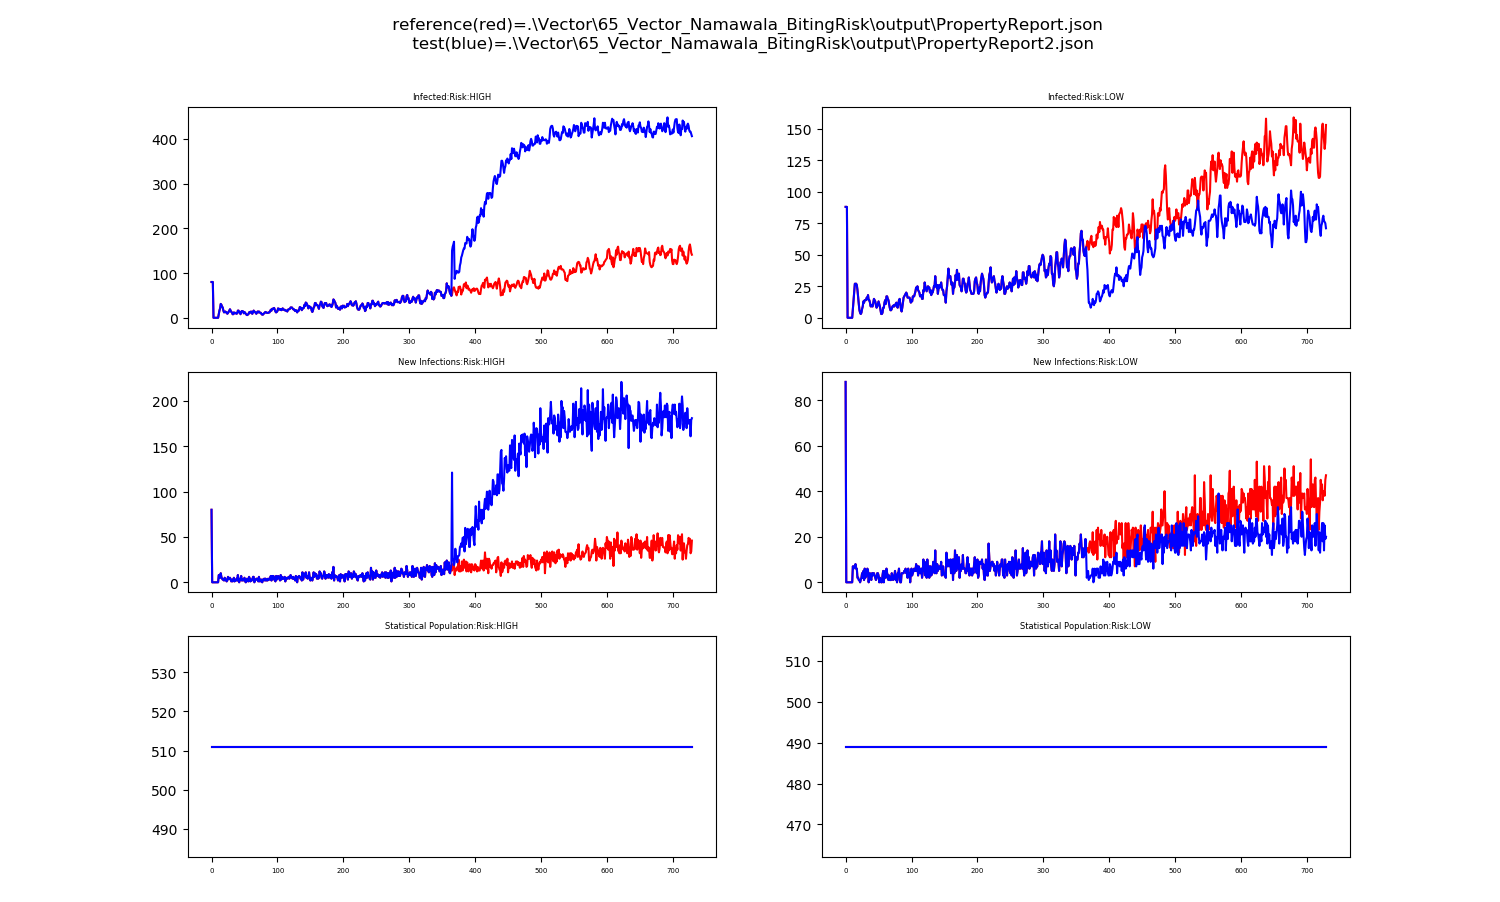 reference(red)=.\Vector\65_Vector_Namawala_BitingRisk\output\PropertyReport.json
test(blue)=.\Vector\65_Vector_Namawala_BitingRisk\output\PropertyReport2.json
Infected:Risk:HIGH
400
300
200
100
0
0 100 200 300 400 500 600 700
Infected:Risk:LOW
150
125
100
75
50
25
0
0 100 200 300 400 500 600 700
New Infections:Risk:HIGH
200
150
100
50
0
0 100 200 300 400 500 600 700
New Infections:Risk:LOW
80
60
40
20
0
0 100 200 300 400 500 600 700
Statistical Population:Risk:HIGH
530
520
510
500
490
0 100 200 300 400 500 600 700
Statistical Population:Risk:LOW
510
500
490
480
470
0 100 200 300 400 500 600 700